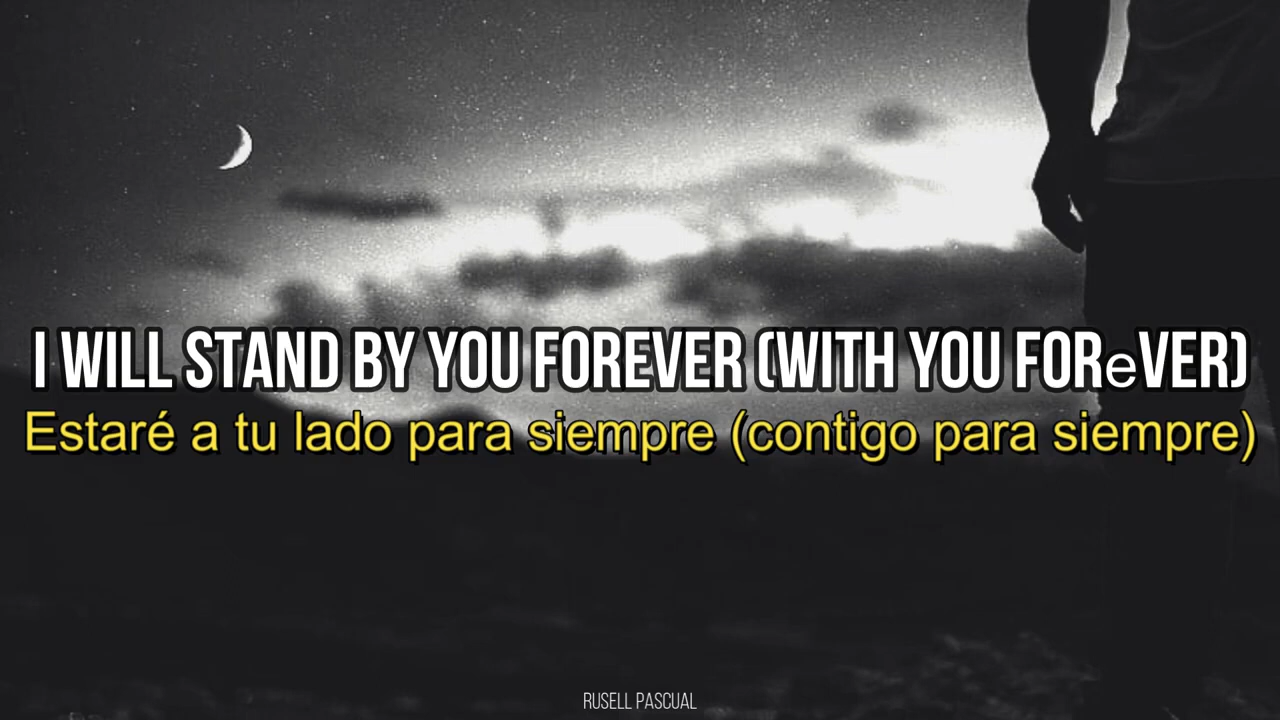 I WILL STAND BY YOU FOREVER (WITH YOU FOReVER)
Estaré a tu lado para siempre (contigo para siempre)
RUSELL PASCUAL